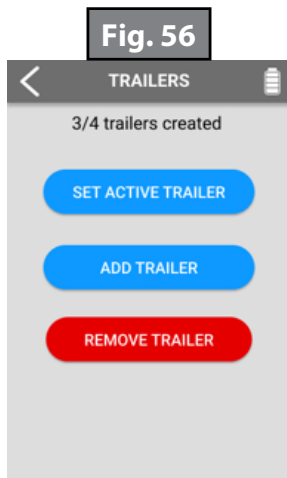 Fig. 56
TRAILERS
3/4 trailers created
SET ACTIVE TRAILER
ADD TRAILER
REMOVE TRAILER